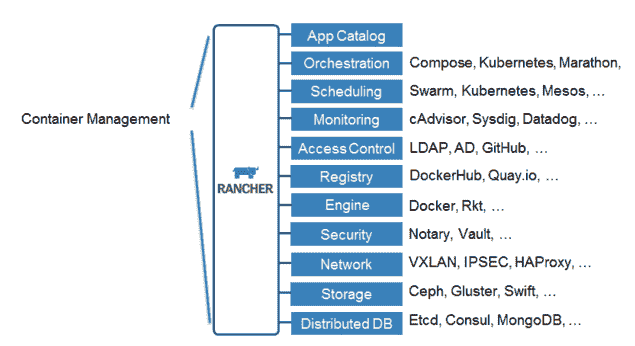 App Catalog
Orchestration Compose, Kubernetes, Marathon,
Scheduling Swarm, Kubernetes, Mesos, …
Container Management Monitoring cAdvisor, Sysdig, Datadog, …
Access Control LDAP, AD, GitHub, …
RANCHER Registry DockerHub, Quay.io, …
Engine Docker, Rkt, …
Security Notary, Vault, …
Network VXLAN, IPSEC, HAProxy, …
Storage Ceph, Gluster, Swift, …
Distributed DB Etcd, Consul, MongoDB, …